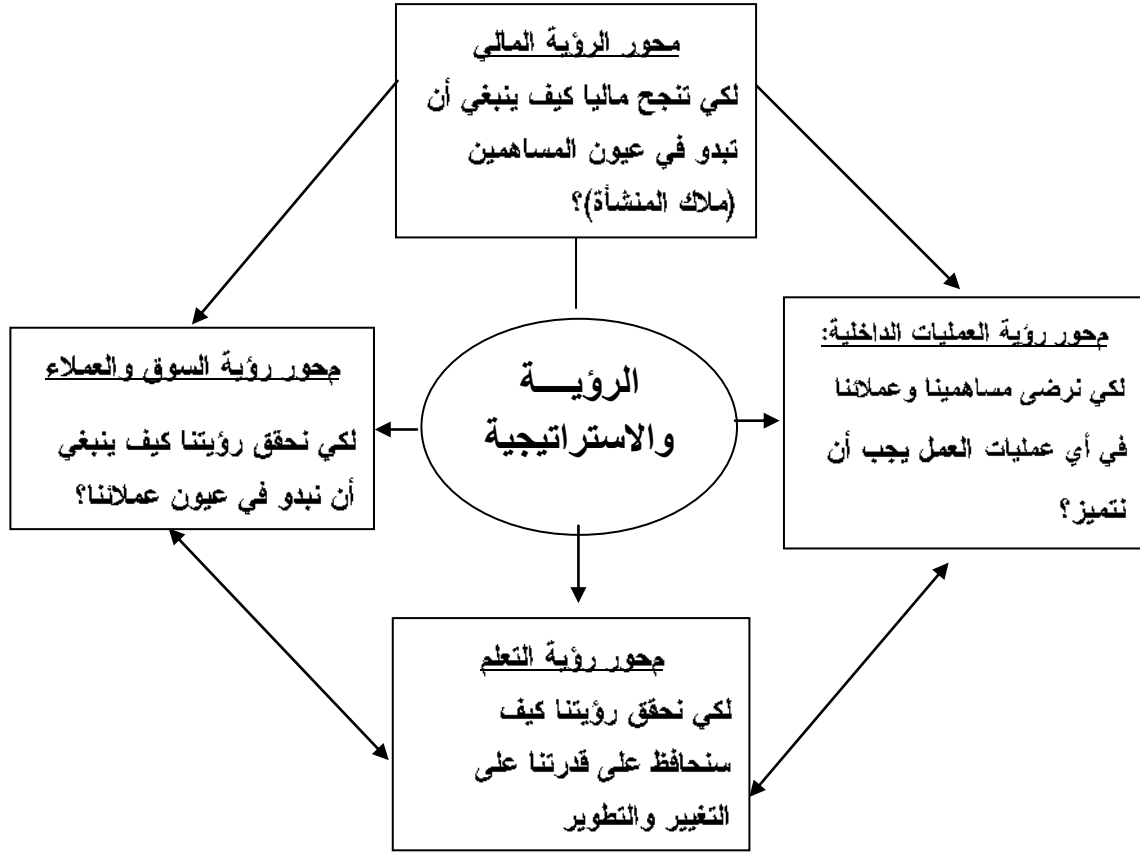 محور الرؤية المالي
لكي تنجح ماليا كيف ينبغي أن
تبدو في عيون المساهمين
(ملاك المنشأة)؟
محور رؤية العمليات الداخلية:
لكي نرضى مساهمينا وعملائنا
في أي عمليات العمل يجب أن
نتميز؟
الرؤيـــة
والاستراتيجية
محور رؤية السوق والعملاء
لكي نحقق رؤيتنا كيف ينبغي
أن نبدو في عيون عملائنا؟
محور رؤية التعلم
لكي نحقق رؤيتنا كيف
سنحافظ على قدرتنا على
التغيير والتطوير